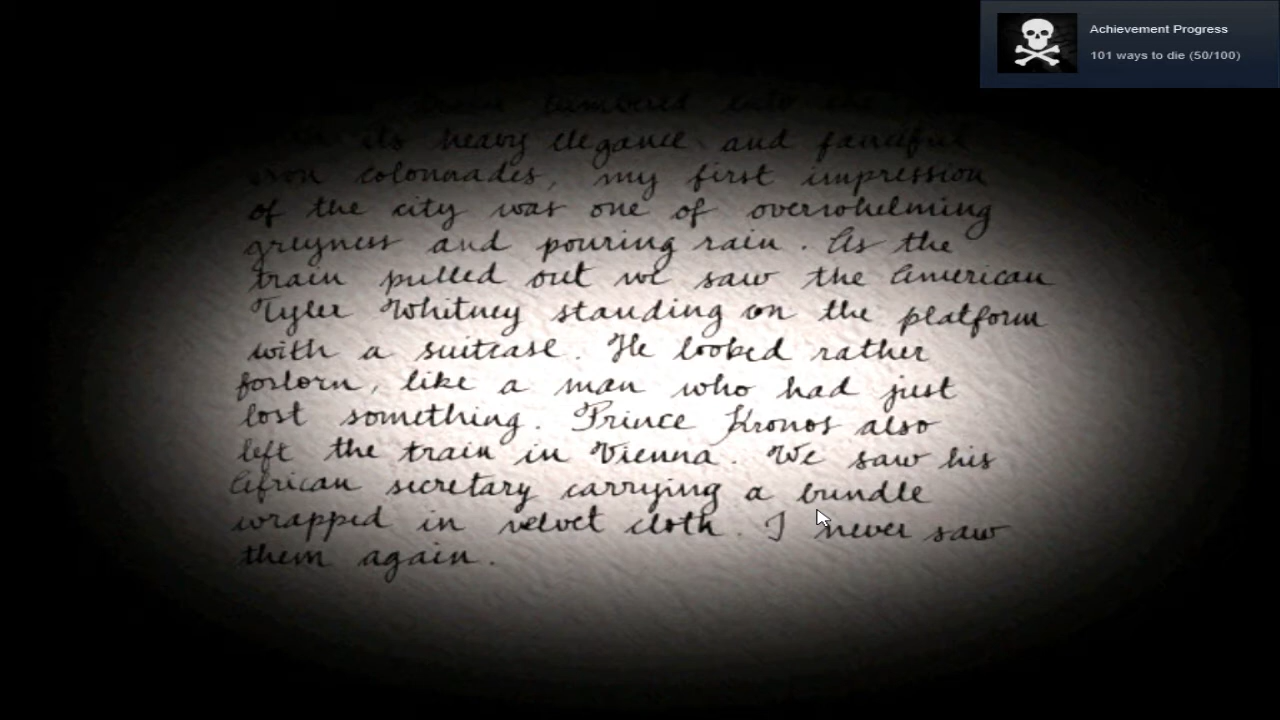 Achievement Progress
101 ways to die (50/100)
train lumbered into the
its heavy elegance and fanciful
iron colonnades, my first impression
of the city was one of overwhelming
greyness and pouring rain. As the
train pulled out we saw the American
Tyler Whitney standing on the platform
with a suitcase. He looked rather
forlorn, like a man who had just
lost something. Prince Kronos also
left the train in Vienna. We saw his
African secretary carrying a bundle
wrapped in velvet cloth. I never saw
them again.